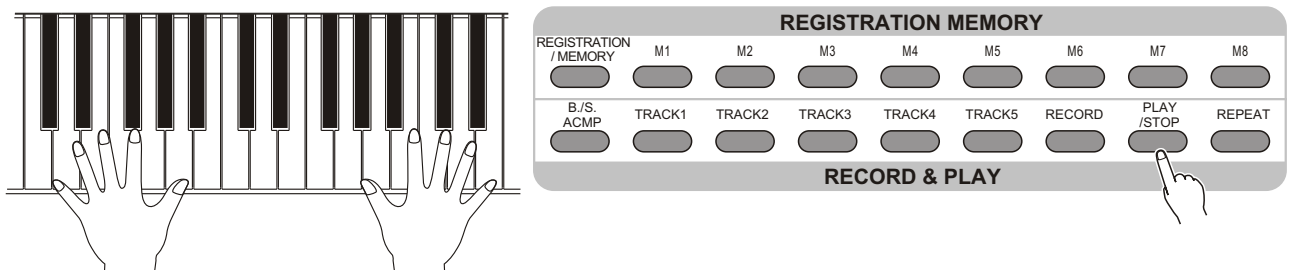 REGISTRATION MEMORY
REGISTRATION
/ MEMORY
M1 M2 M3 M4 M5 M6 M7 M8
B./S.
ACMP
TRACK1 TRACK2 TRACK3 TRACK4 TRACK5 RECORD
PLAY
/STOP
REPEAT
RECORD & PLAY